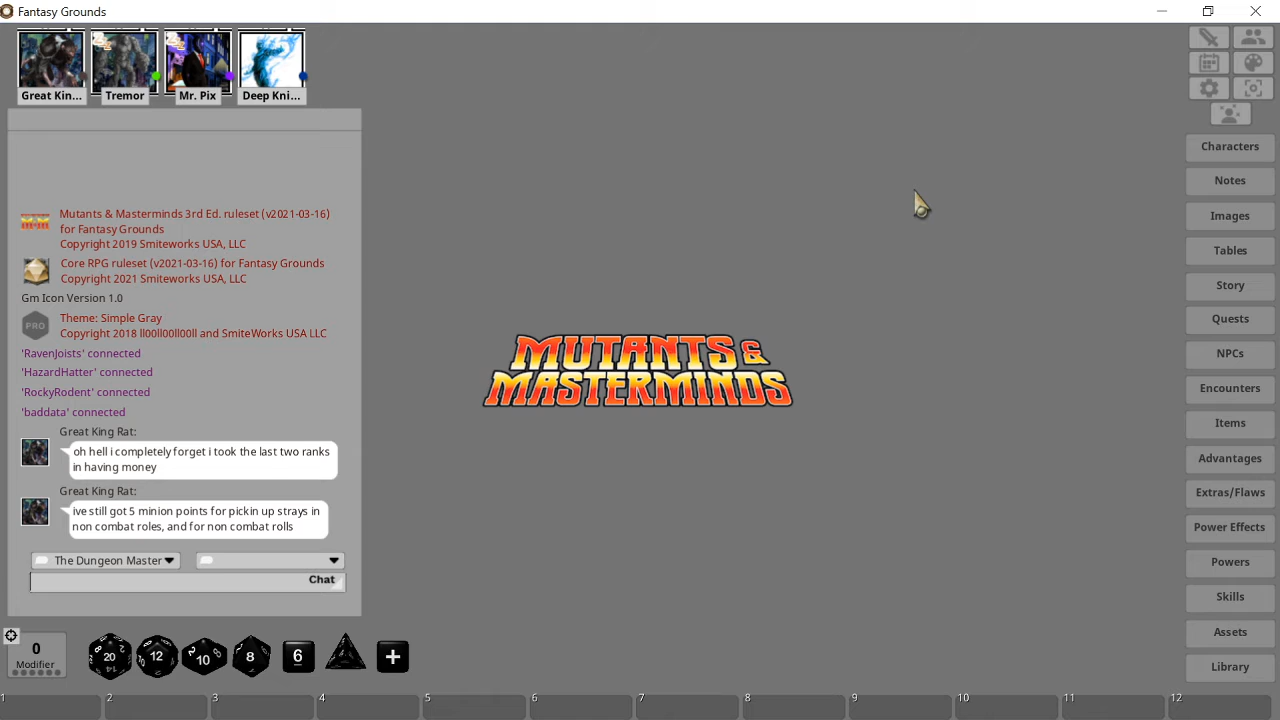 Fantasy Grounds
Great Kin...
Tremor
Mr. Pix
Deep Kni...
Mutants & Masterminds 3rd Ed. ruleset (v2021-03-16)
for Fantasy Grounds
Copyright 2019 Smiteworks USA, LLC
Core RPG ruleset (v2021-03-16) for Fantasy Grounds
Copyright 2021 Smiteworks USA, LLC
Gm Icon Version 1.0
PRO
Theme: Simple Gray
Copyright 2018 ll00ll00ll00ll and SmiteWorks USA LLC
'RavenJoists' connected
'HazardHatter' connected
'RockyRodent' connected
'baddata' connected
Great King Rat:
oh hell i completely forget i took the last two ranks
in having money
Great King Rat:
ive still got 5 minion points for pickin up strays in
non combat roles, and for non combat rolls
The Dungeon Master
Chat
MUTANTS &
MASTERMINDS
Characters
Notes
Images
Tables
Story
Quests
NPCs
Encounters
Items
Advantages
Extras/Flaws
Power Effects
Powers
Skills
Assets
Library
0
Modifier
20
12
10
8
6
+
1 2 3 4 5 6 7 8 9 10 11 12